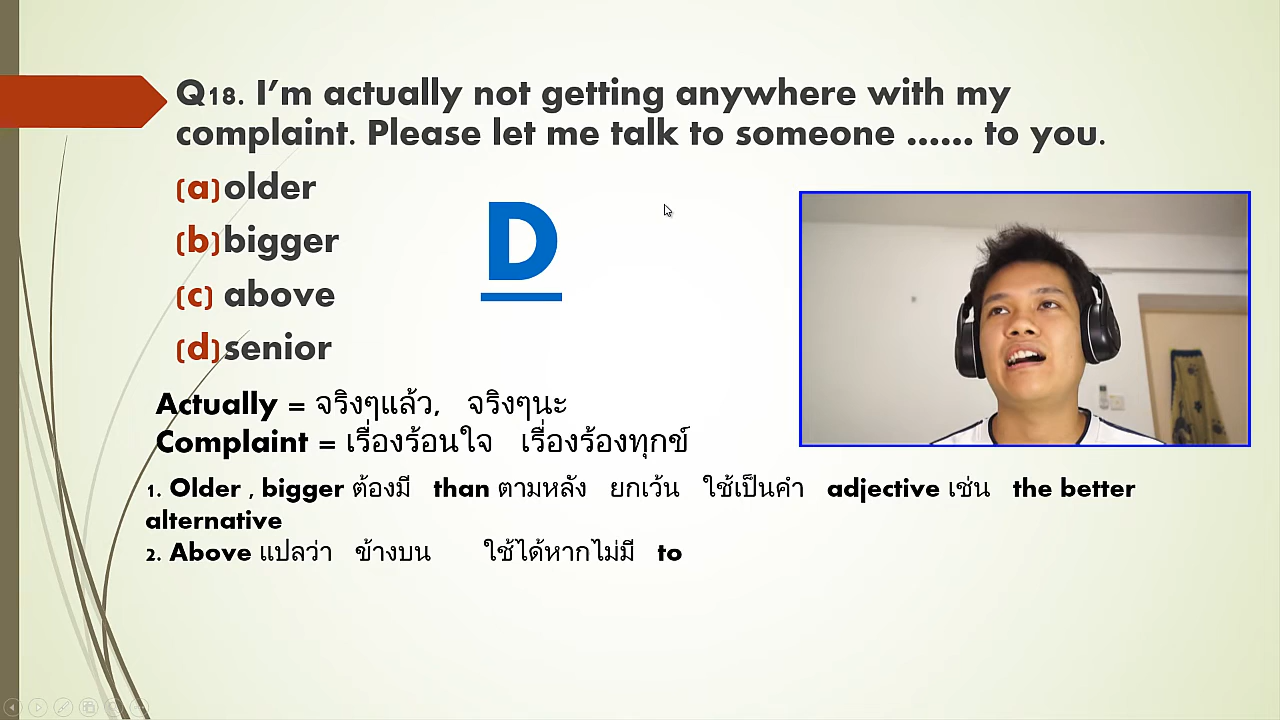 Q18. I’m actually not getting anywhere with my
complaint. Please let me talk to someone ...... to you.
(a)older
(b)bigger
(c) above
(d)senior
D
Actually = จริงๆแล้ว, จริงๆนะ
Complaint = เรื่องร้อนใจ เรื่องร้องทุกข์
1. Older , bigger ต้องมี than ตามหลัง ยกเว้น ใช้เป็นคำ adjective เช่น the better
alternative
2. Above แปลว่า ข้างบน ใช้ได้หากไม่มี to